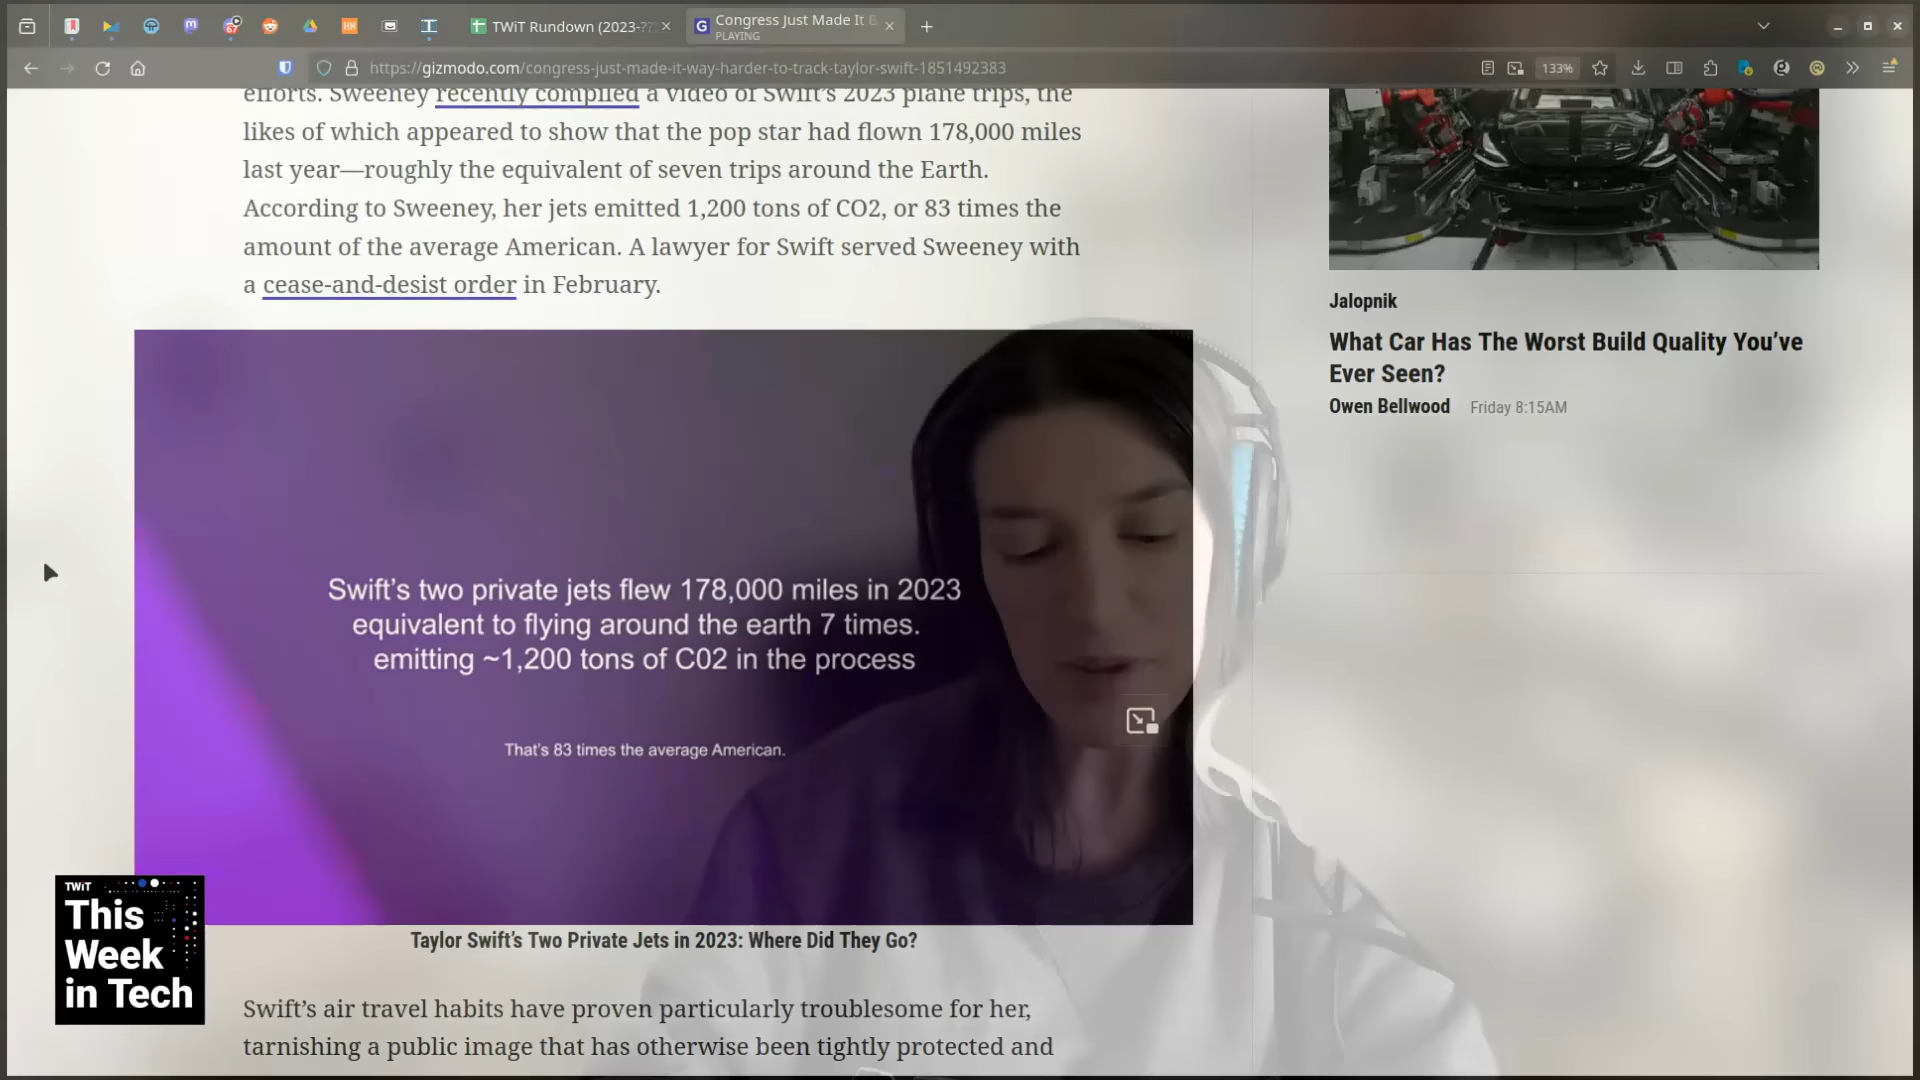 TWiT Rundown (2023-??
Congress Just Made It B
PLAYING
67
HN
https://gizmodo.com/congress-just-made-it-way-harder-to-track-taylor-swift-1851492383
133%
efforts. Sweeney recently compiled a video of Swift's 2023 plane trips, the
likes of which appeared to show that the pop star had flown 178,000 miles
last year—roughly the equivalent of seven trips around the Earth.
According to Sweeney, her jets emitted 1,200 tons of CO2, or 83 times the
amount of the average American. A lawyer for Swift served Sweeney with
a cease-and-desist order in February.
Jalopnik
What Car Has The Worst Build Quality You've
Ever Seen?
Owen Bellwood Friday 8:15AM
Swift's two private jets flew 178,000 miles in 2023
equivalent to flying around the earth 7 times.
emitting ~1,200 tons of C02 in the process
That's 83 times the average American.
Taylor Swift's Two Private Jets in 2023: Where Did They Go?
TWiT
This
Week
in Tech
Swift's air travel habits have proven particularly troublesome for her,
tarnishing a public image that has otherwise been tightly protected and